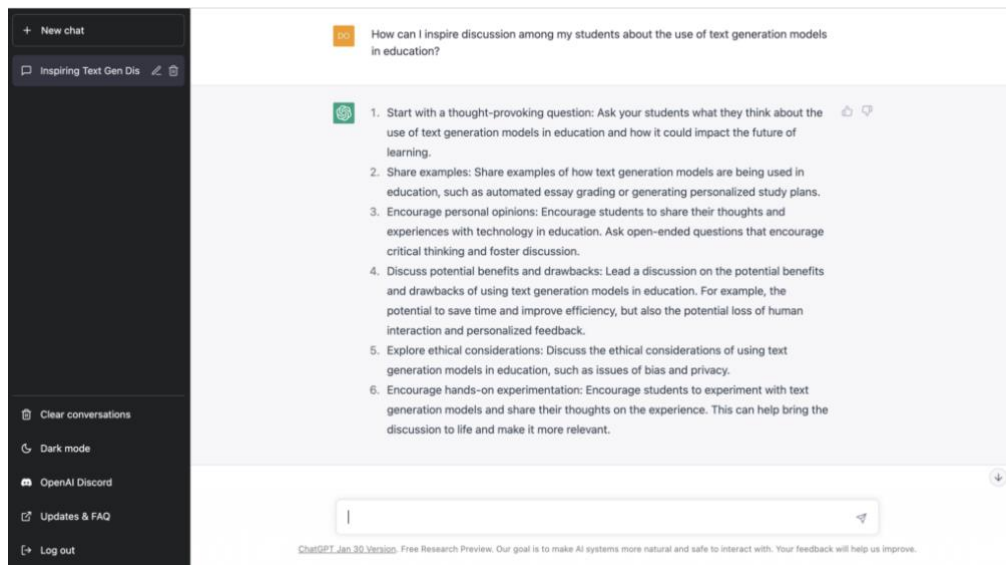 + New chat
Inspiring Text Gen Dis
Clear conversations
Dark mode
OpenAI Discord
Updates & FAQ
Log out
DO
How can I inspire discussion among my students about the use of text generation models
in education?
1. Start with a thought-provoking question: Ask your students what they think about the
use of text generation models in education and how it could impact the future of
learning.
2. Share examples: Share examples of how text generation models are being used in
education, such as automated essay grading or generating personalized study plans.
3. Encourage personal opinions: Encourage students to share their thoughts and
experiences with technology in education. Ask open-ended questions that encourage
critical thinking and foster discussion.
4. Discuss potential benefits and drawbacks: Lead a discussion on the potential benefits
and drawbacks of using text generation models in education. For example, the
potential to save time and improve efficiency, but also the potential loss of human
interaction and personalized feedback.
5. Explore ethical considerations: Discuss the ethical considerations of using text
generation models in education, such as issues of bias and privacy.
6. Encourage hands-on experimentation: Encourage students to experiment with text
generation models and share their thoughts on the experience. This can help bring the
discussion to life and make it more relevant.
ChatGPT Jan 30 Version. Free Research Preview. Our goal is to make AI systems more natural and safe to interact with. Your feedback will help us improve.